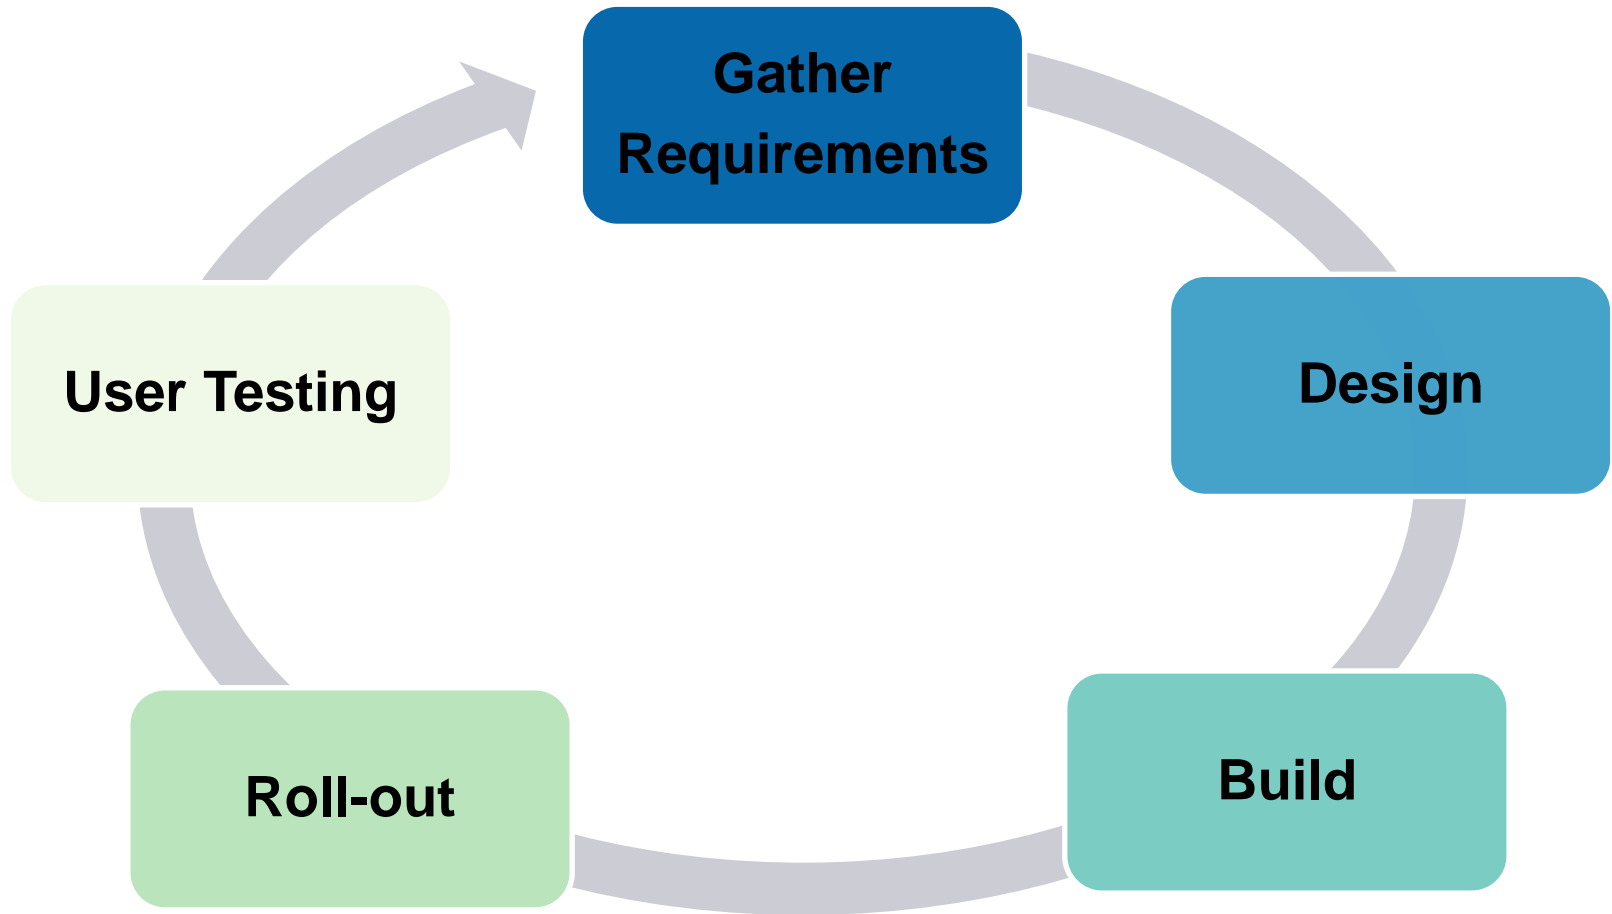 Gather
Requirements
Design
Build
Roll-out
User Testing